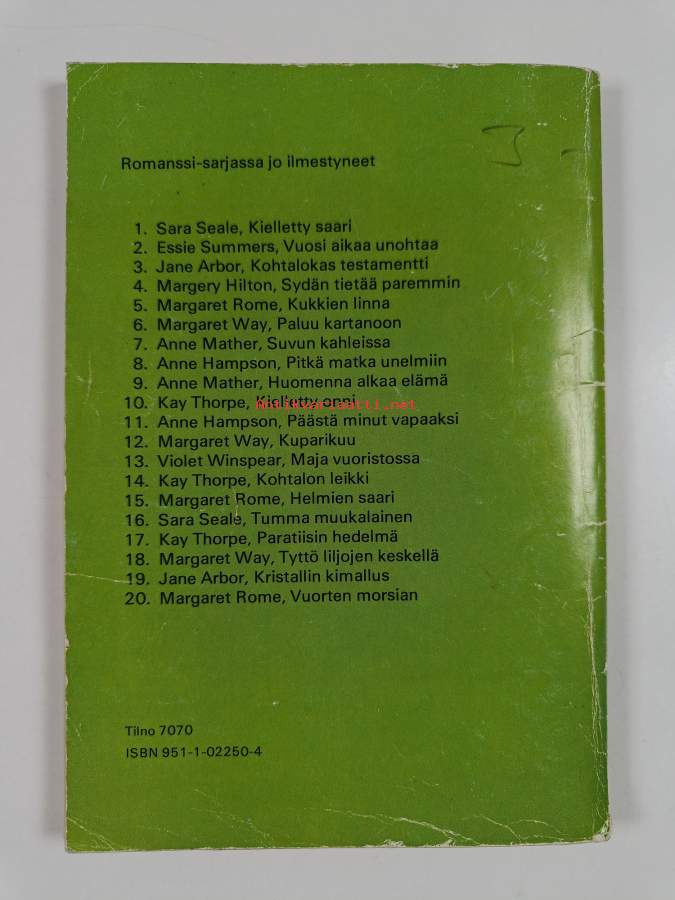 Romanssi-sarjassa jo ilmestyneet
3 -
1. Sara Seale, Kielletty saari
2. Essie Summers, Vuosi aikaa unohtaa
3. Jane Arbor, Kohtalokas testamentti
4. Margery Hilton, Sydän tietää paremmin
5. Margaret Rome, Kukkien linna
6. Margaret Way, Paluu kartanoon
7. Anne Mather, Suvun kahleissa
8. Anne Hampson, Pitkä matka unelmiin
9. Anne Mather, Huomenna alkaa elämä
10. Kay Thorpe, Kielletty onni
Antikvariaatti.net
11. Anne Hampson, Päästä minut vapaaksi
12. Margaret Way, Kuparikuu
13. Violet Winspear, Maja vuoristossa
14. Kay Thorpe, Kohtalon leikki
15. Margaret Rome, Helmien saari
16. Sara Seale, Tumma muukalainen
17. Kay Thorpe, Paratiisin hedelmä
18. Margaret Way, Tyttö liljojen keskellä
19. Jane Arbor, Kristallin kimallus
20. Margaret Rome, Vuorten morsian
Tilno 7070
ISBN 951-1-02250-4